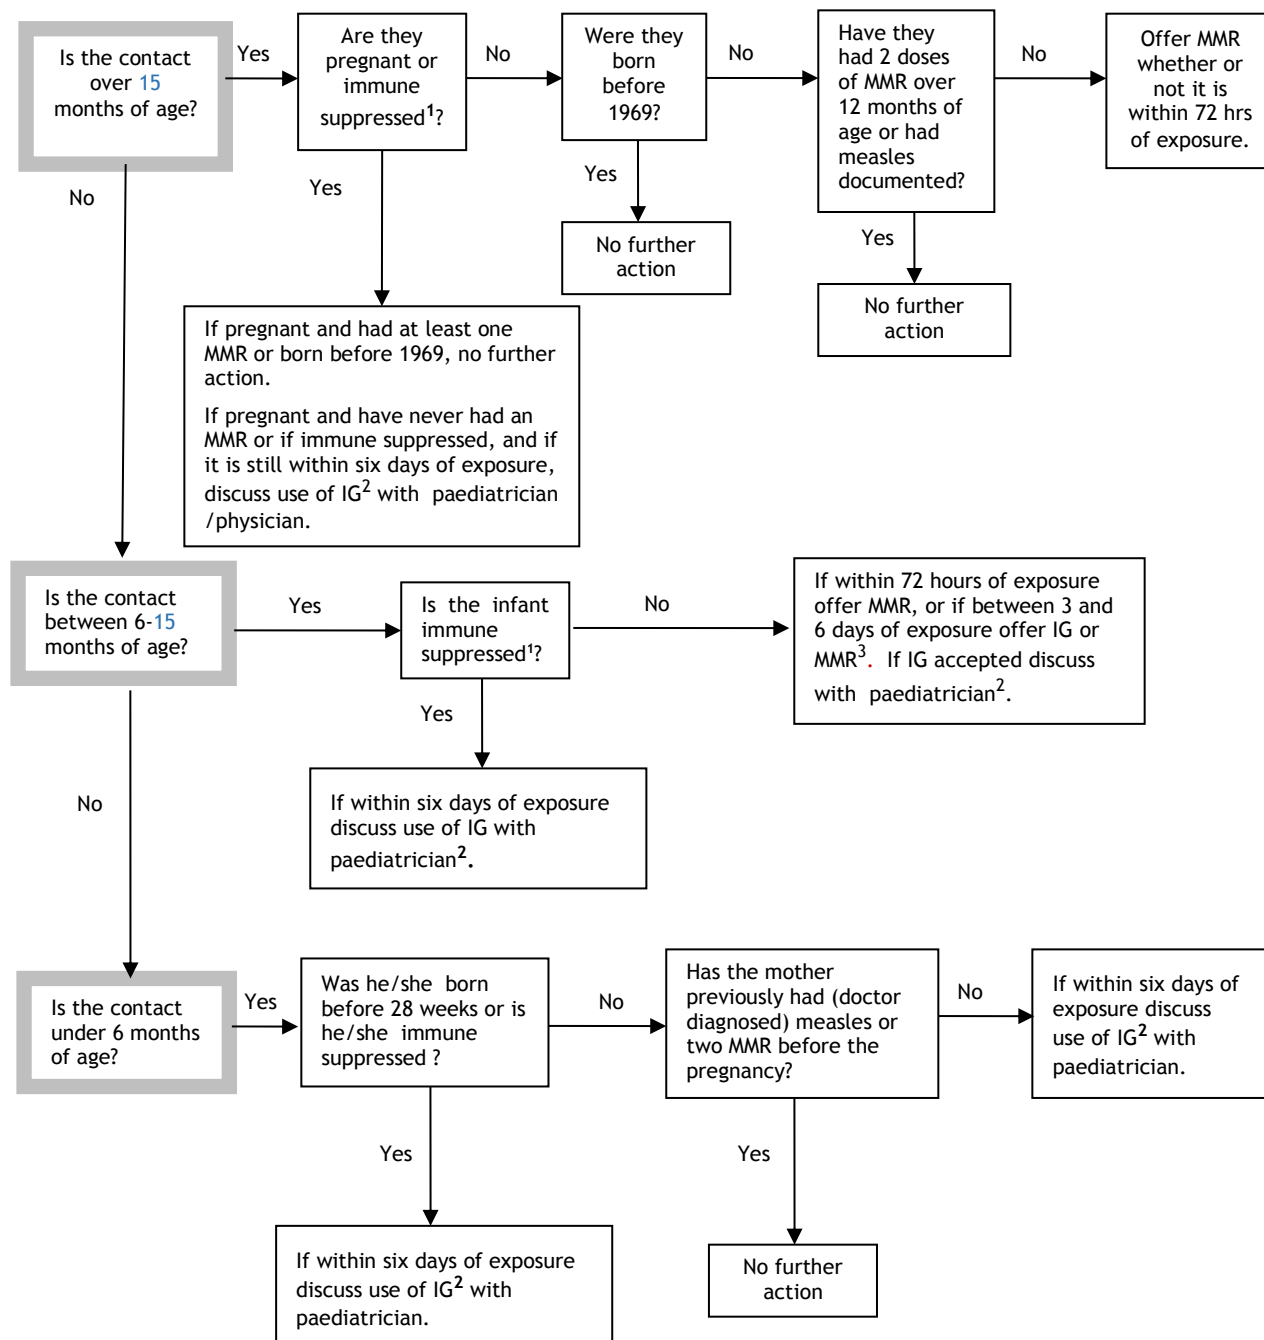 Is the contact
over 15
months of age?
Yes
Are they
pregnant or
immune
suppressed¹?
No
Were they
born
before
1969?
No
Have they
had 2 doses
of MMR over
12 months of
age or had
measles
documented?
No
Offer MMR
whether or
not it is
within 72 hrs
of exposure.
No
Yes
Yes
No further
action
Yes
No further
action
If pregnant and had at least one
MMR or born before 1969, no further
action.
If pregnant and have never had an
MMR or if immune suppressed, and if
it is still within six days of exposure,
discuss use of IG² with paediatrician
/physician.
Is the contact
between 6-15
months of age?
Yes
Is the infant
immune
suppressed¹?
No
If within 72 hours of exposure
offer MMR, or if between 3 and
6 days of exposure offer IG or
MMR³. If IG accepted discuss
with paediatrician².
Yes
No
If within six days of exposure
discuss use of IG with
paediatrician².
Is the contact
under 6 months
of age?
Yes
Was he/she born
before 28 weeks or is
he/she immune
suppressed ?
No
Has the mother
previously had (doctor
diagnosed) measles or
two MMR before the
pregnancy?
No
If within six days of
exposure discuss
use of IG² with
paediatrician.
Yes
Yes
If within six days of exposure
discuss use of IG² with
paediatrician.
No further
action